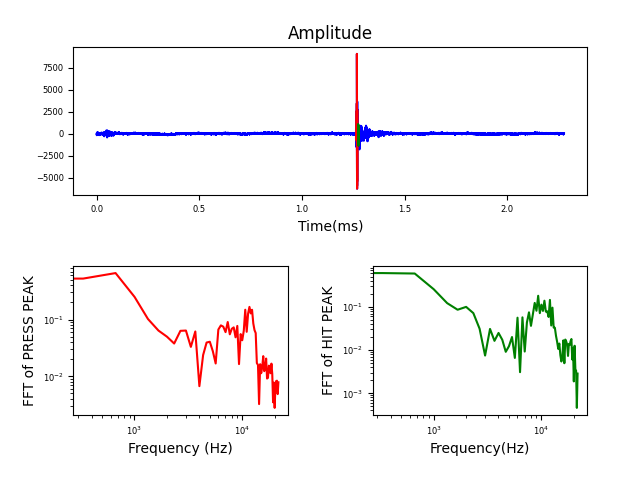 Amplitude
7500
5000
2500
0
−2500
−5000
0.0 0.5 1.0 1.5 2.0
Time(ms)
FFT of PRESS PEAK
10⁻¹
10⁻²
10³ 10⁴
Frequency (Hz)
FFT of HIT PEAK
10⁻¹
10⁻²
10⁻³
10³ 10⁴
Frequency(Hz)